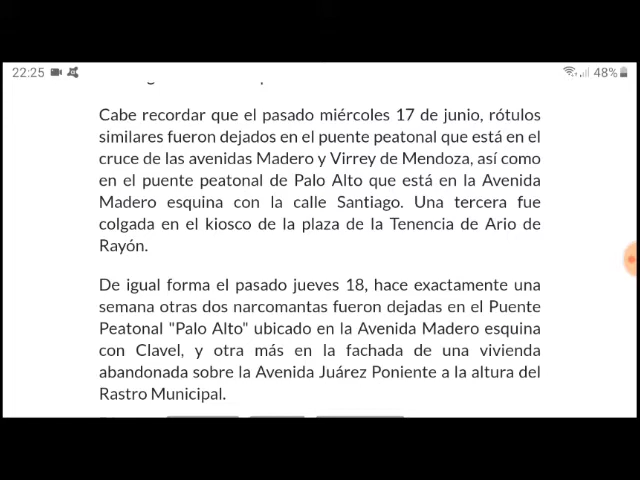 22:25
48%
Cabe recordar que el pasado miércoles 17 de junio, rótulos
similares fueron dejados en el puente peatonal que está en el
cruce de las avenidas Madero y Virrey de Mendoza, así como
en el puente peatonal de Palo Alto que está en la Avenida
Madero esquina con la calle Santiago. Una tercera fue
colgada en el kiosco de la plaza de la Tenencia de Ario de
Rayón.
De igual forma el pasado jueves 18, hace exactamente una
semana otras dos narcomantas fueron dejadas en el Puente
Peatonal "Palo Alto" ubicado en la Avenida Madero esquina
con Clavel, y otra más en la fachada de una vivienda
abandonada sobre la Avenida Juárez Poniente a la altura del
Rastro Municipal.